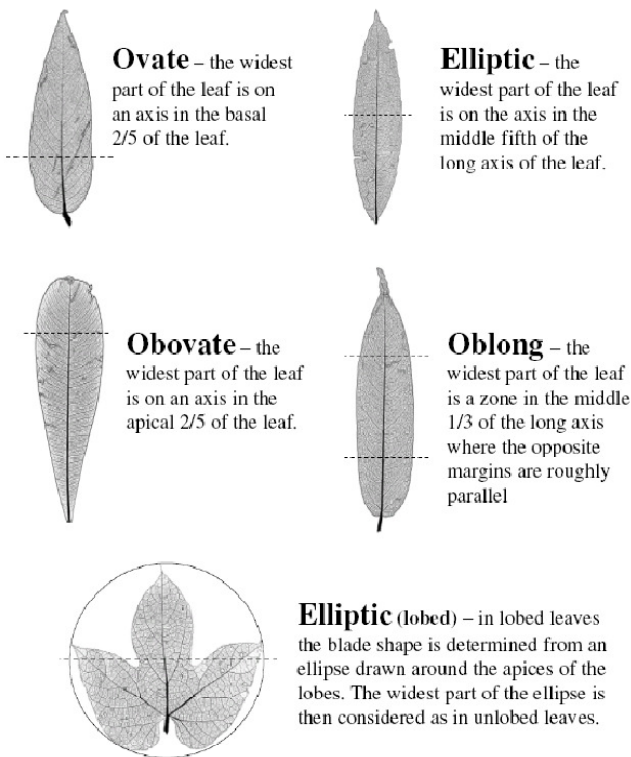 Ovate – the widest
part of the leaf is on
an axis in the basal
2/5 of the leaf.
Elliptic – the
widest part of the leaf
is on the axis in the
middle fifth of the
long axis of the leaf.
Obovate – the
widest part of the leaf
is on an axis in the
apical 2/5 of the leaf.
Oblong – the
widest part of the leaf
is a zone in the middle
1/3 of the long axis
where the opposite
margins are roughly
parallel
Elliptic (lobed) – in lobed leaves
the blade shape is determined from an
ellipse drawn around the apices of the
lobes. The widest part of the ellipse is
then considered as in unlobed leaves.